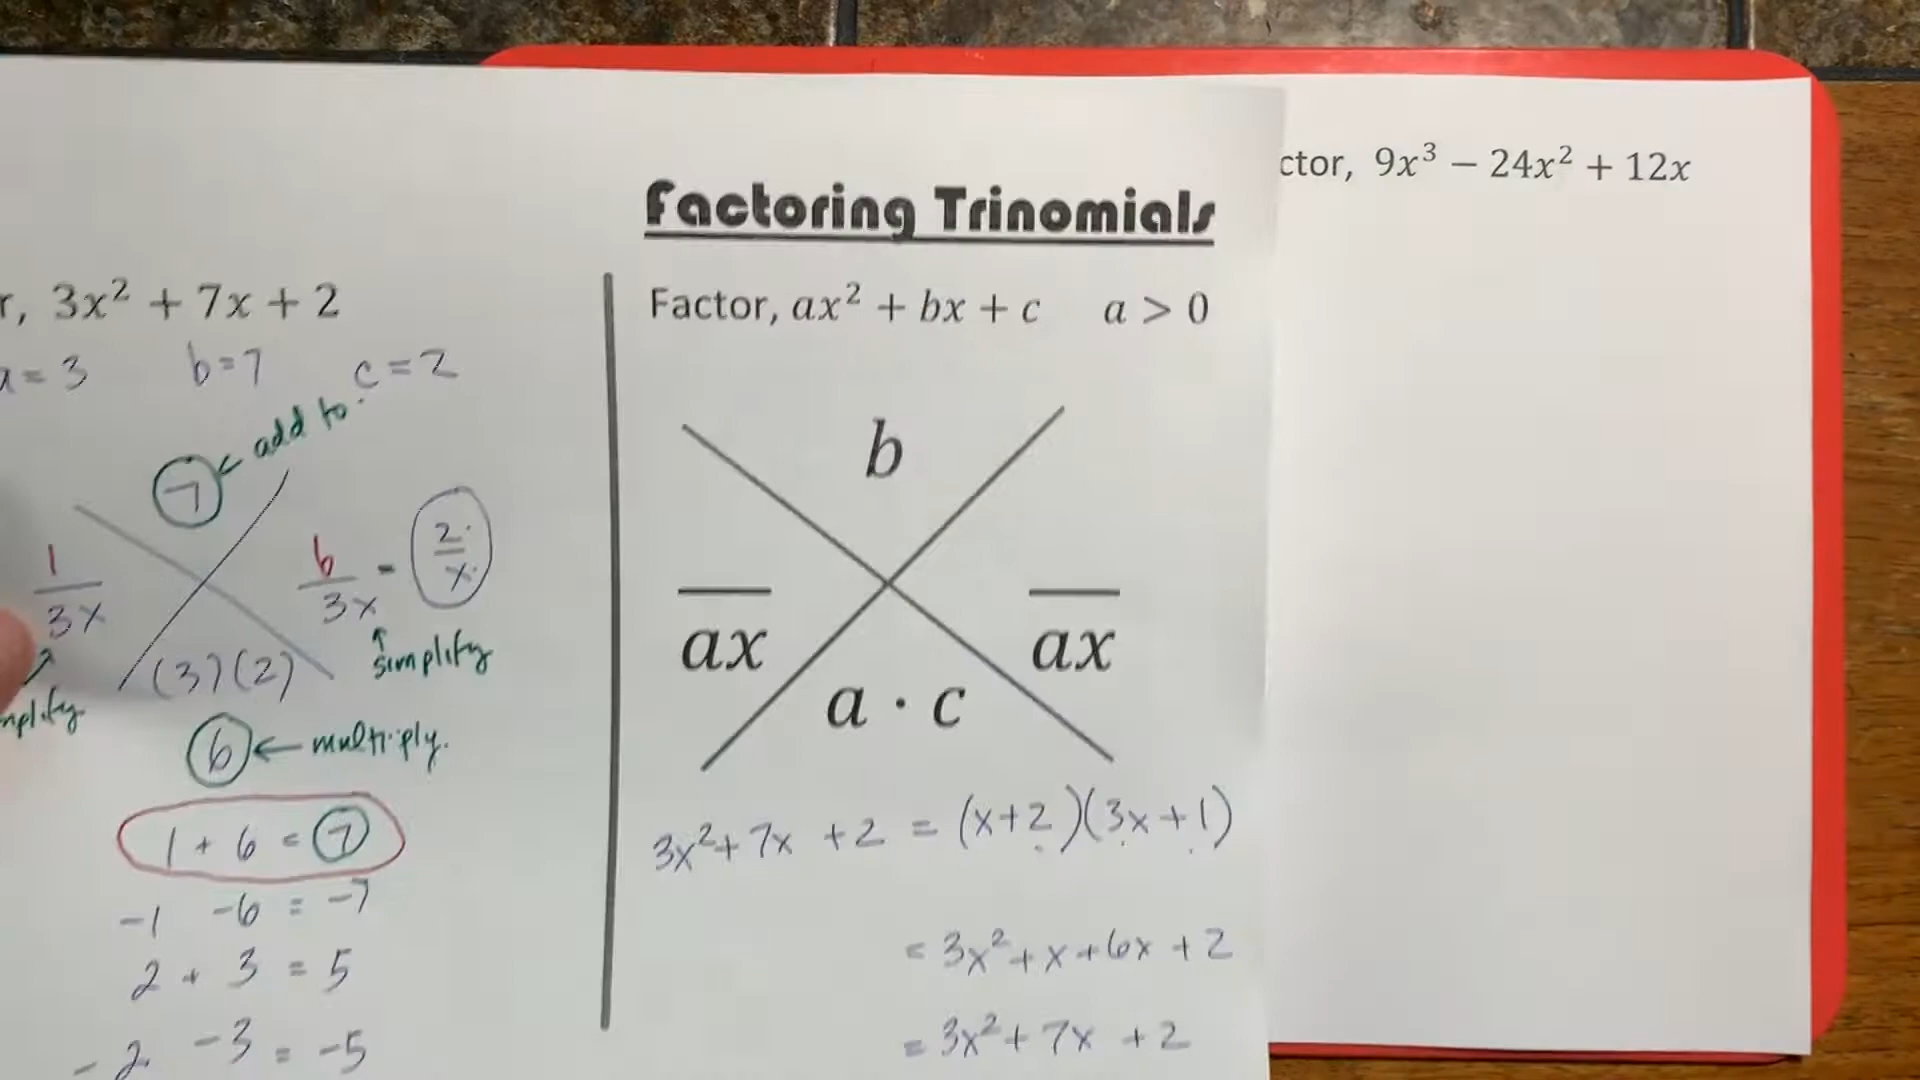 r, 3x² + 7x + 2
a = 3 b = 7 c = 2
7 ← add to.
1/3x 6/3x = 2/x
simplify
(3)(2)
6 ← multiply.
1 + 6 = 7
-1 -6 = -7
2 + 3 = 5
-2 -3 = -5
Factoring Trinomials
Factor, ax² + bx + c a > 0
b
ax ax
a · c
3x² + 7x + 2 = (x+2)(3x+1)
= 3x² + x + 6x + 2
= 3x² + 7x + 2
ctor, 9x³ − 24x² + 12x